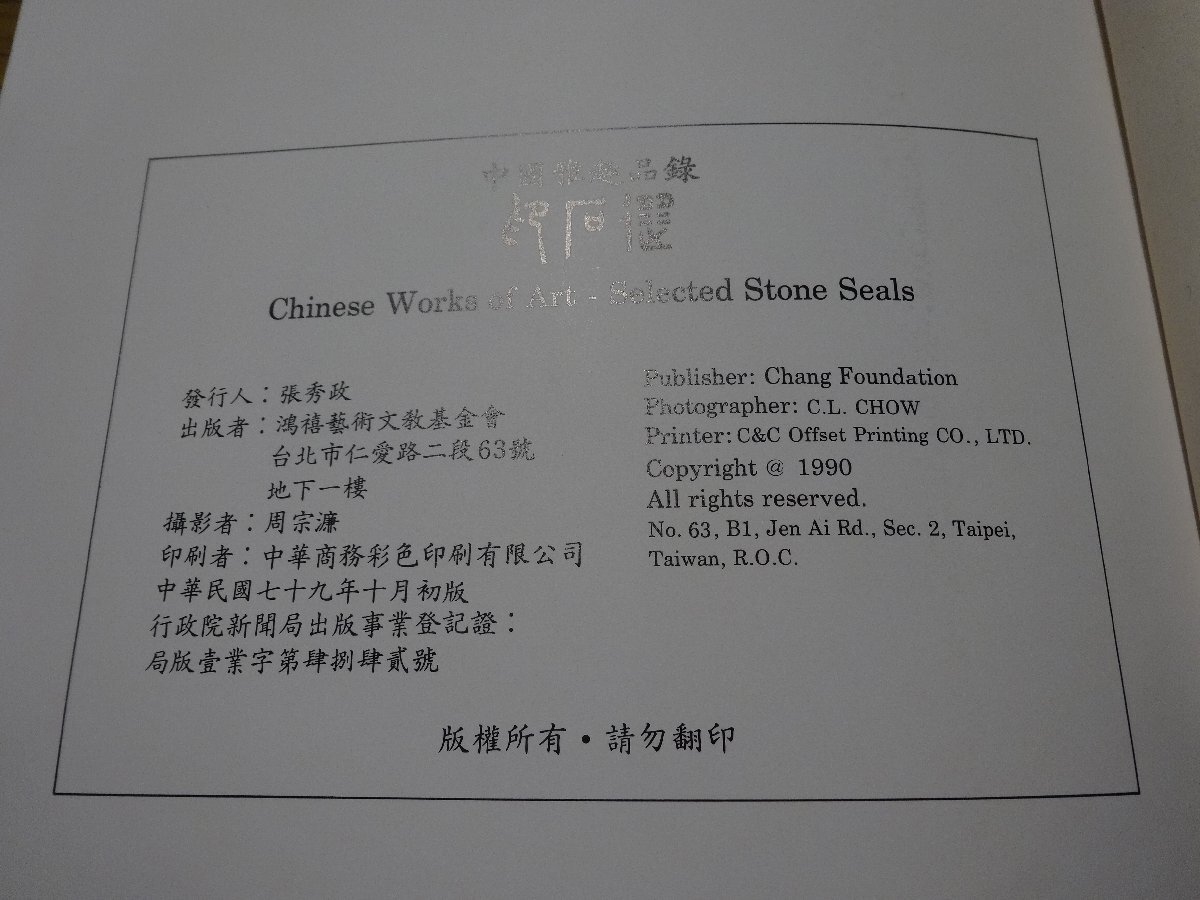 中國雅趣品錄
印石選
Chinese Works of Art - Selected Stone Seals
發行人：張秀政
出版者：鴻禧藝術文教基金會
台北市仁愛路二段63號
地下一樓
攝影者：周宗濂
印刷者：中華商務彩色印刷有限公司
中華民國七十九年十月初版
行政院新聞局出版事業登記證：
局版壹業字第肆捌肆貳號
Publisher: Chang Foundation
Photographer: C.L. CHOW
Printer: C&C Offset Printing CO., LTD.
Copyright @ 1990
All rights reserved.
No. 63, B1, Jen Ai Rd., Sec. 2, Taipei,
Taiwan, R.O.C.
版權所有・請勿翻印